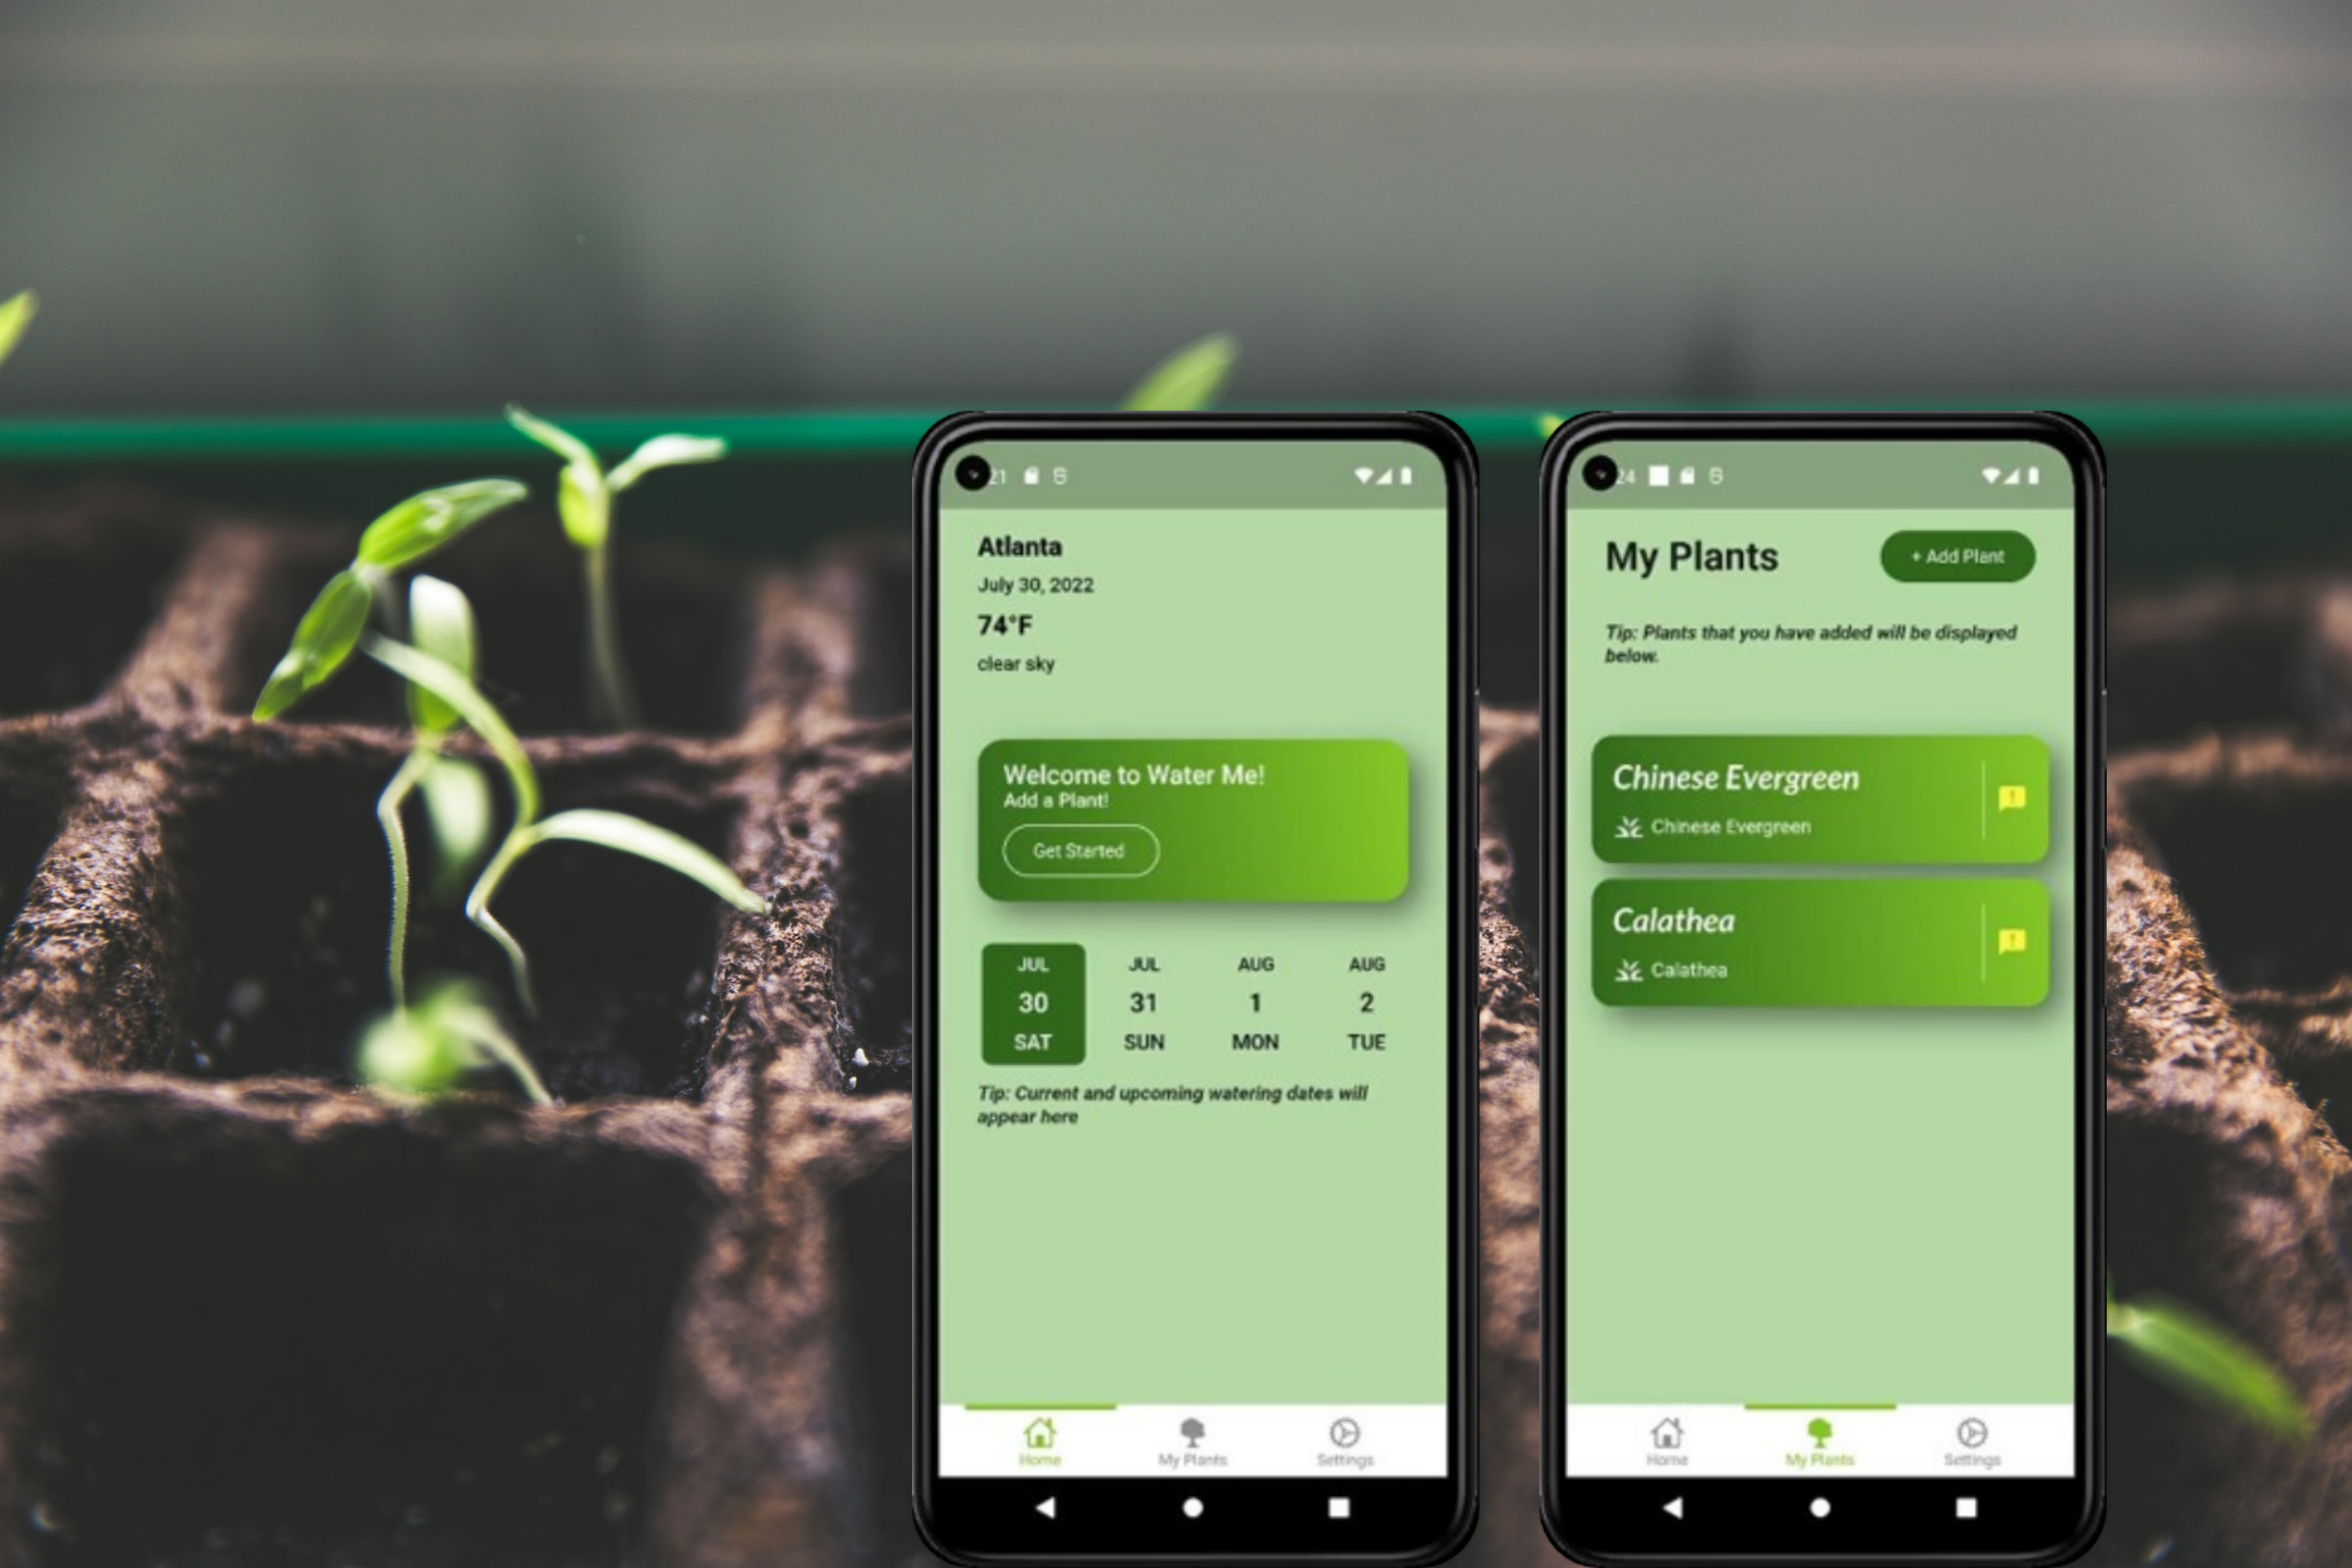 21
Atlanta
July 30, 2022
74°F
clear sky
Welcome to Water Me!
Add a Plant!
Get Started
JUL JUL AUG AUG
30 31 1 2
SAT SUN MON TUE
Tip: Current and upcoming watering dates will
appear here
Home My Plants Settings
24
My Plants
+ Add Plant
Tip: Plants that you have added will be displayed
below.
Chinese Evergreen
Chinese Evergreen
Calathea
Calathea
Home My Plants Settings